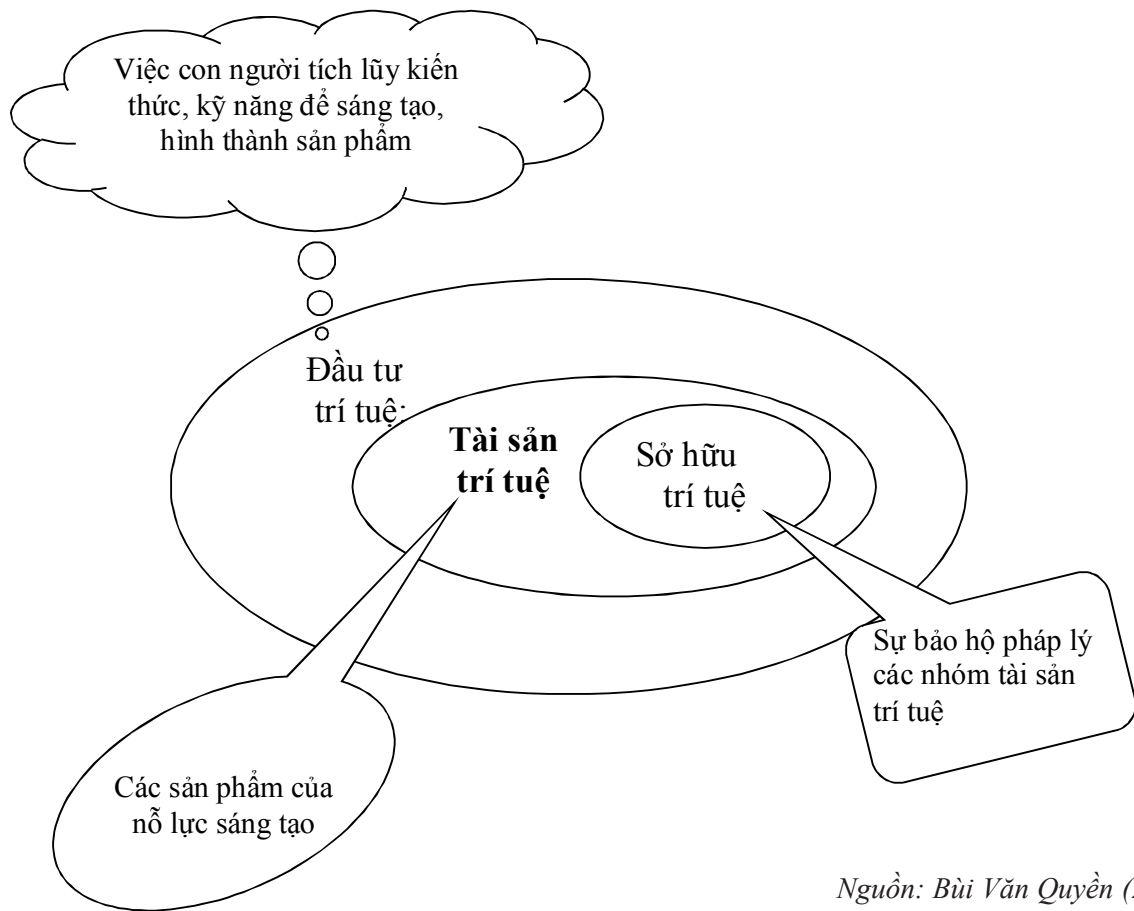 Việc con người tích lũy kiến
thức, kỹ năng để sáng tạo,
hình thành sản phẩm
Đầu tư
trí tuệ:
Tài sản
trí tuệ
Sở hữu
trí tuệ
Sự bảo hộ pháp lý
các nhóm tài sản
trí tuệ
Các sản phẩm của
nỗ lực sáng tạo
Nguồn: Bùi Văn Quyền (